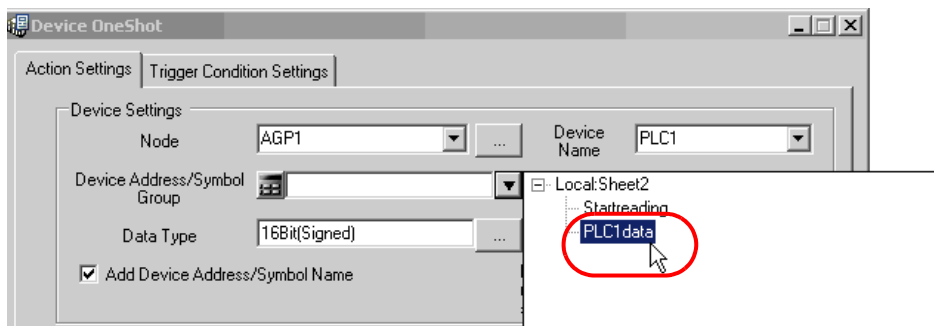 Device OneShot
Action Settings Trigger Condition Settings
Device Settings
Node AGP1 ... Device Name PLC1
Device Address/Symbol Group
Local:Sheet2
Startreading
PLC1data
Data Type 16Bit(Signed) ...
Add Device Address/Symbol Name